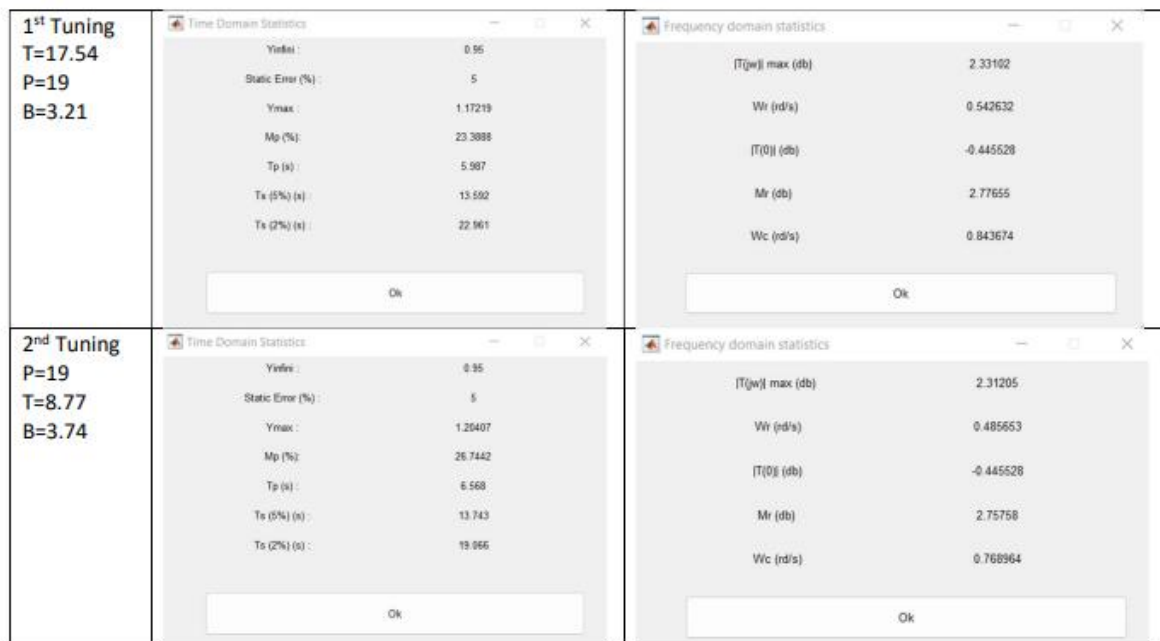 1st Tuning
T=17.54
P=19
B=3.21
Time Domain Statistics
Yinfini : 0.95
Static Error (%) : 5
Ymax : 1.17219
Mp (%): 23.3888
Tp (s) : 5.987
Ts (5%) (s) : 13.592
Ts (2%) (s) : 22.961
Ok
Frequency domain statistics
|T(jw)| max (db) 2.33102
Wr (rd/s) 0.542632
|T(0)| (db) -0.445528
Mr (db) 2.77655
Wc (rd/s) 0.843674
Ok
2nd Tuning
P=19
T=8.77
B=3.74
Time Domain Statistics
Yinfini : 0.95
Static Error (%) : 5
Ymax : 1.20407
Mp (%): 26.7442
Tp (s) : 6.568
Ts (5%) (s) : 13.743
Ts (2%) (s) : 19.066
Ok
Frequency domain statistics
|T(jw)| max (db) 2.31205
Wr (rd/s) 0.485653
|T(0)| (db) -0.445528
Mr (db) 2.75758
Wc (rd/s) 0.768964
Ok